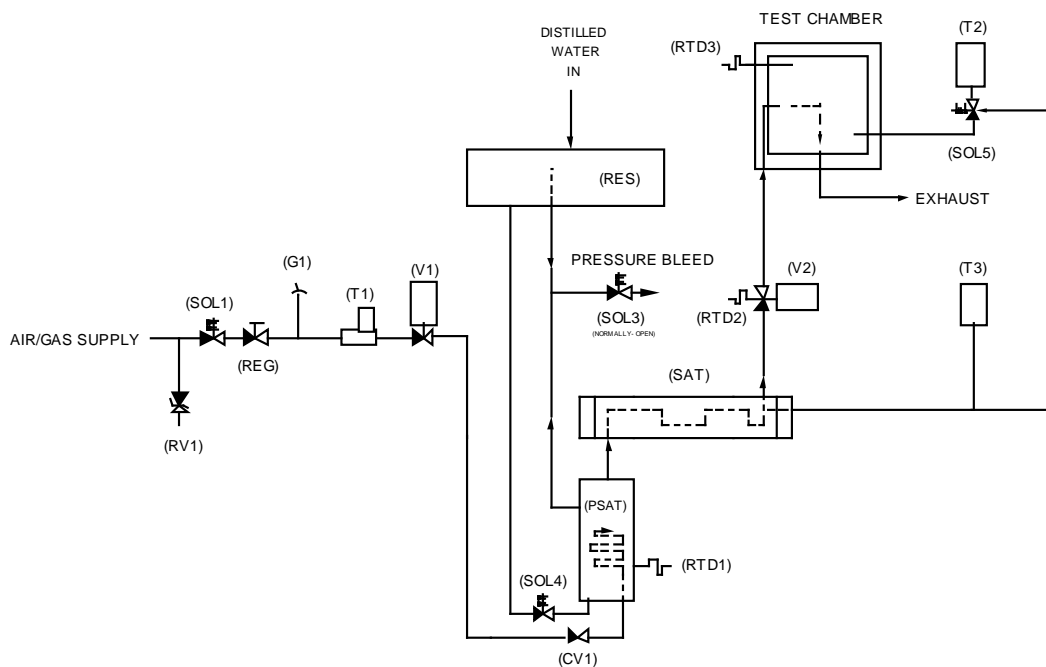 TEST CHAMBER
(T2)
DISTILLED
WATER
IN
(RTD3)
(RES)
(SOL5)
EXHAUST
PRESSURE BLEED
(G1)
(V1)
(V2)
(T3)
(SOL1)
(T1)
(SOL3)
(NORMALLY- OPEN)
(RTD2)
AIR/GAS SUPPLY
(REG)
(SAT)
(RV1)
(PSAT)
(RTD1)
(SOL4)
(CV1)